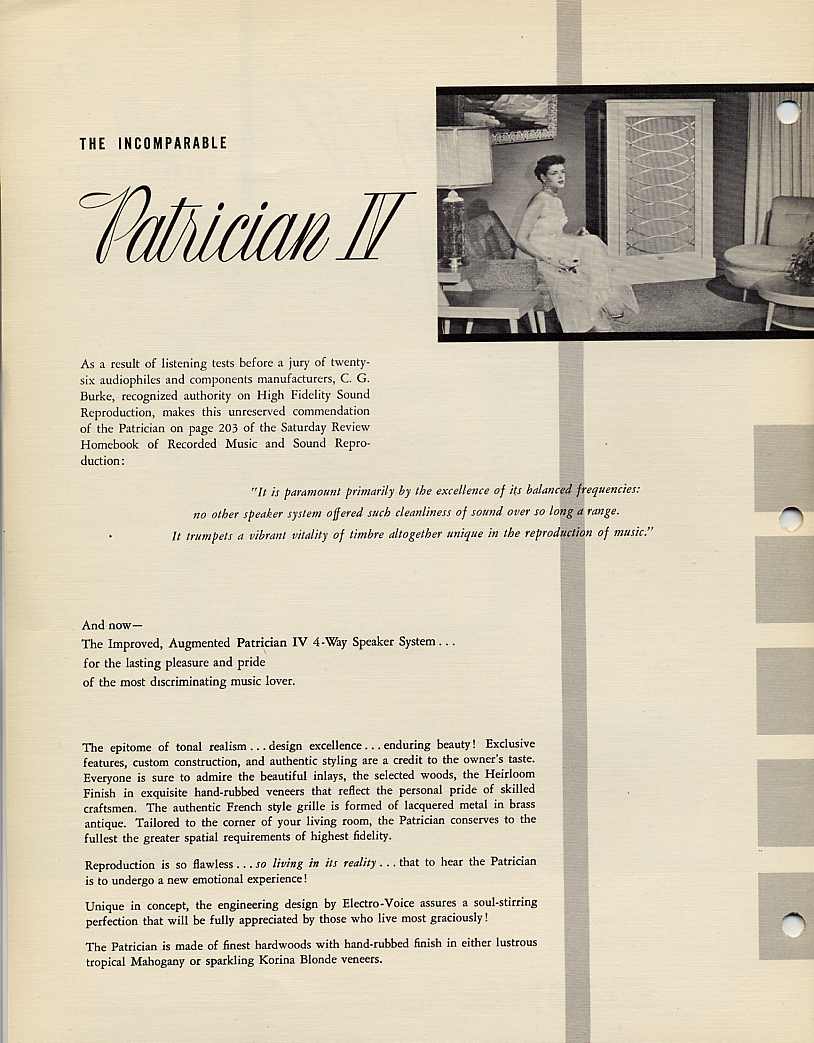 THE INCOMPARABLE
Patrician IV
As a result of listening tests before a jury of twenty-
six audiophiles and components manufacturers, C. G.
Burke, recognized authority on High Fidelity Sound
Reproduction, makes this unreserved commendation
of the Patrician on page 203 of the Saturday Review
Homebook of Recorded Music and Sound Repro-
duction:
"It is paramount primarily by the excellence of its balanced frequencies:
no other speaker system offered such cleanliness of sound over so long a range.
It trumpets a vibrant vitality of timbre altogether unique in the reproduction of music."
And now—
The Improved, Augmented Patrician IV 4-Way Speaker System...
for the lasting pleasure and pride
of the most discriminating music lover.
The epitome of tonal realism...design excellence...enduring beauty! Exclusive
features, custom construction, and authentic styling are a credit to the owner's taste.
Everyone is sure to admire the beautiful inlays, the selected woods, the Heirloom
Finish in exquisite hand-rubbed veneers that reflect the personal pride of skilled
craftsmen. The authentic French style grille is formed of lacquered metal in brass
antique. Tailored to the corner of your living room, the Patrician conserves to the
fullest the greater spatial requirements of highest fidelity.
Reproduction is so flawless...so living in its reality...that to hear the Patrician
is to undergo a new emotional experience!
Unique in concept, the engineering design by Electro-Voice assures a soul-stirring
perfection that will be fully appreciated by those who live most graciously!
The Patrician is made of finest hardwoods with hand-rubbed finish in either lustrous
tropical Mahogany or sparkling Korina Blonde veneers.